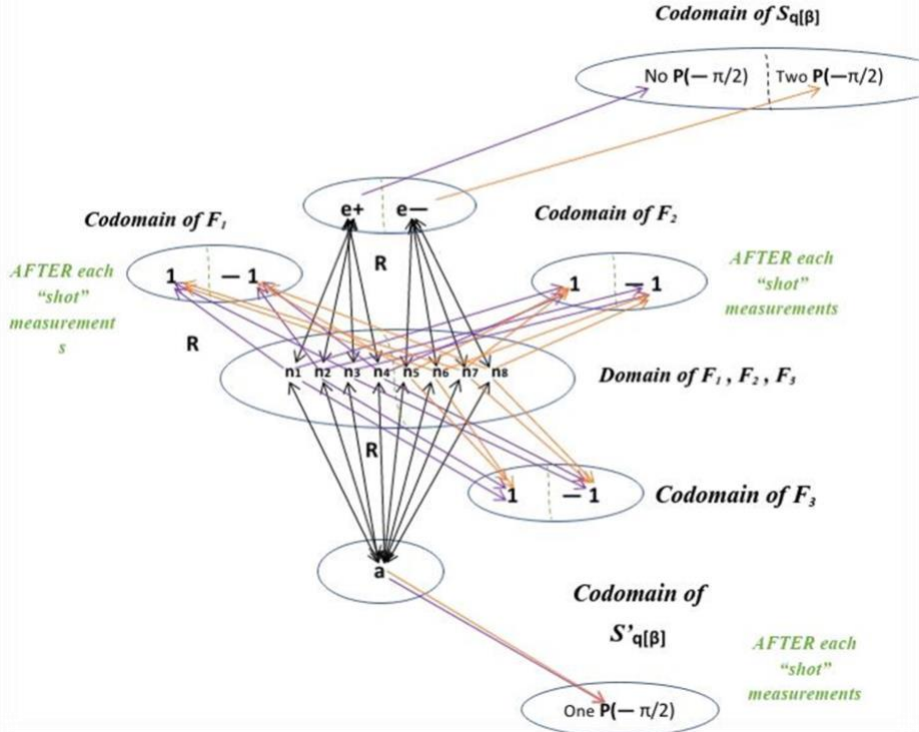 Codomain of Sq[β]
No P(— π/2) Two P(—π/2)
e+ e—
Codomain of F1
Codomain of F2
AFTER each
“shot”
measurement
s
1 — 1
R
1 — 1
AFTER each
“shot”
measurements
R
n1 n2 n3 n4 n5 n6 n7 n8
Domain of F1 , F2 , F3
R
1 — 1
Codomain of F3
a
Codomain of
S’q[β]
AFTER each
“shot”
measurements
One P(— π/2)